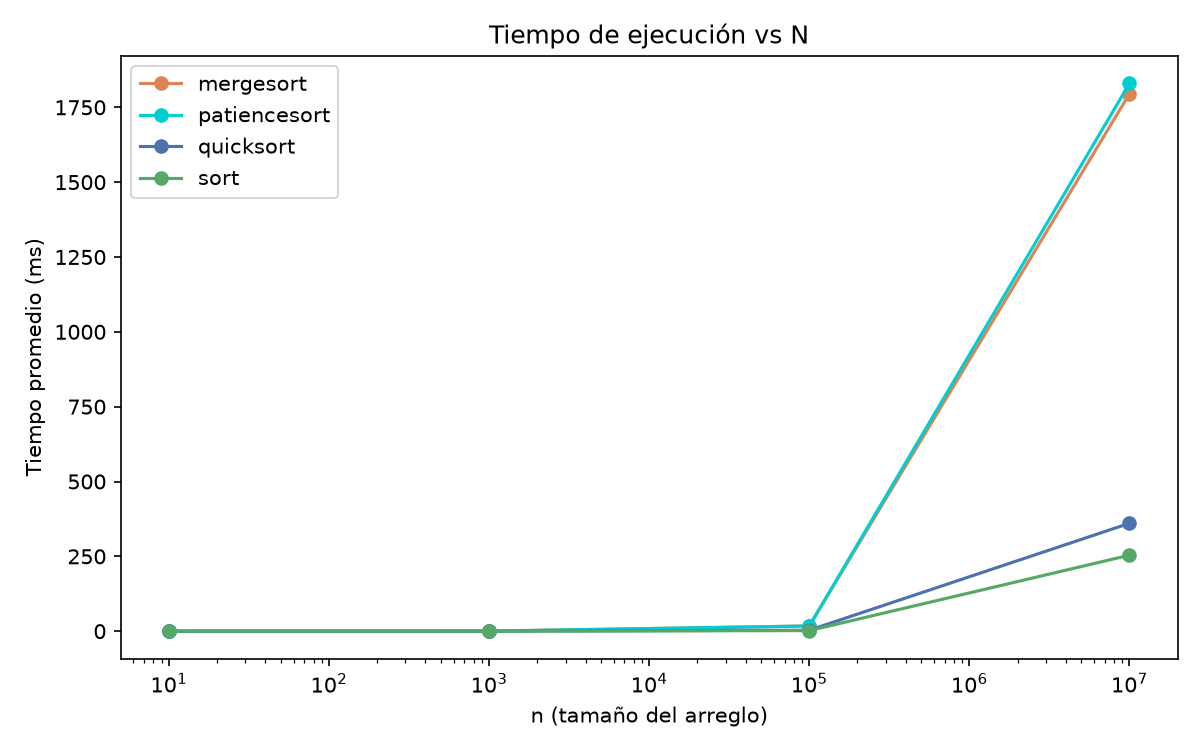 Tiempo de ejecución vs N
mergesort
patiencesort
quicksort
sort
Tiempo promedio (ms)
1750
1500
1250
1000
750
500
250
0
10¹
10²
10³
10⁴
10⁵
10⁶
10⁷
n (tamaño del arreglo)